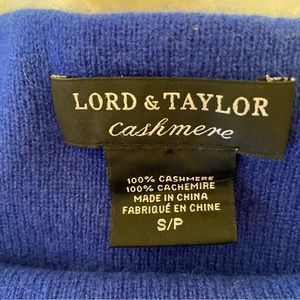 LORD & TAYLOR
cashmere
100% CASHMERE
100% CACHEMIRE
MADE IN CHINA
FABRIQUÉ EN CHINE
S/P